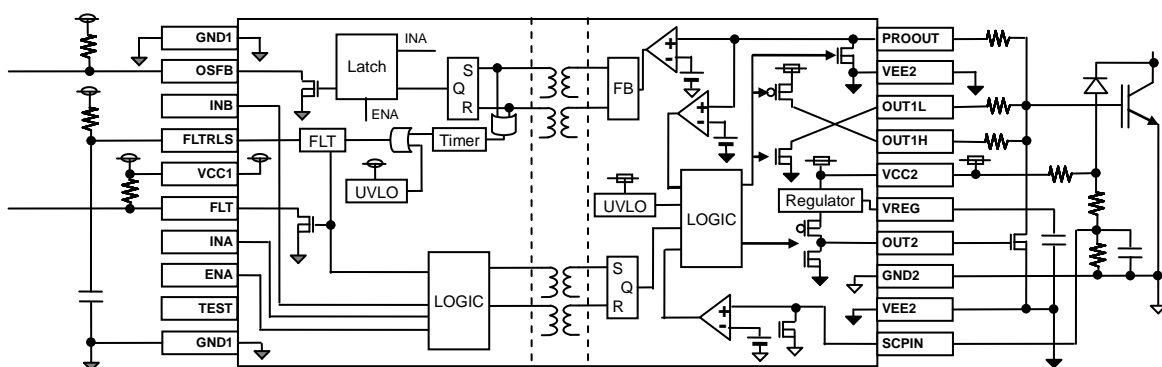 GND1
OSFB
INB
FLTRLS
VCC1
FLT
INA
ENA
TEST
GND1
Latch
INA
ENA
S
Q
R
FLT
Timer
UVLO
LOGIC
FB
+
-
+
-
UVLO
LOGIC
Regulator
S
Q
R
+
-
PROOUT
VEE2
OUT1L
OUT1H
VCC2
VREG
OUT2
GND2
VEE2
SCPIN